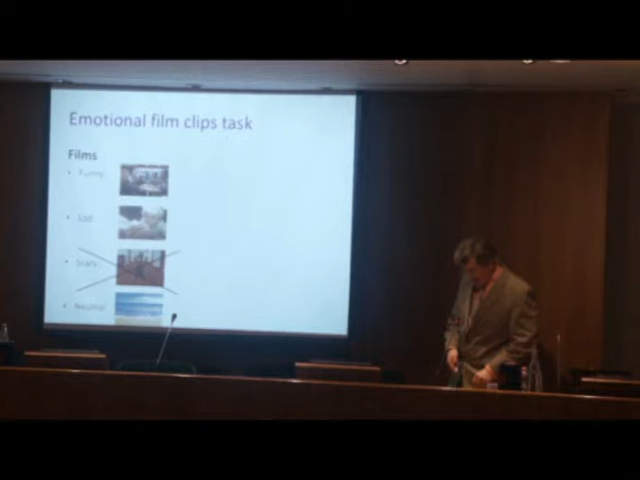 Emotional film clips task
Films
• Funny:
• Sad:
• Scary:
• Neutral: